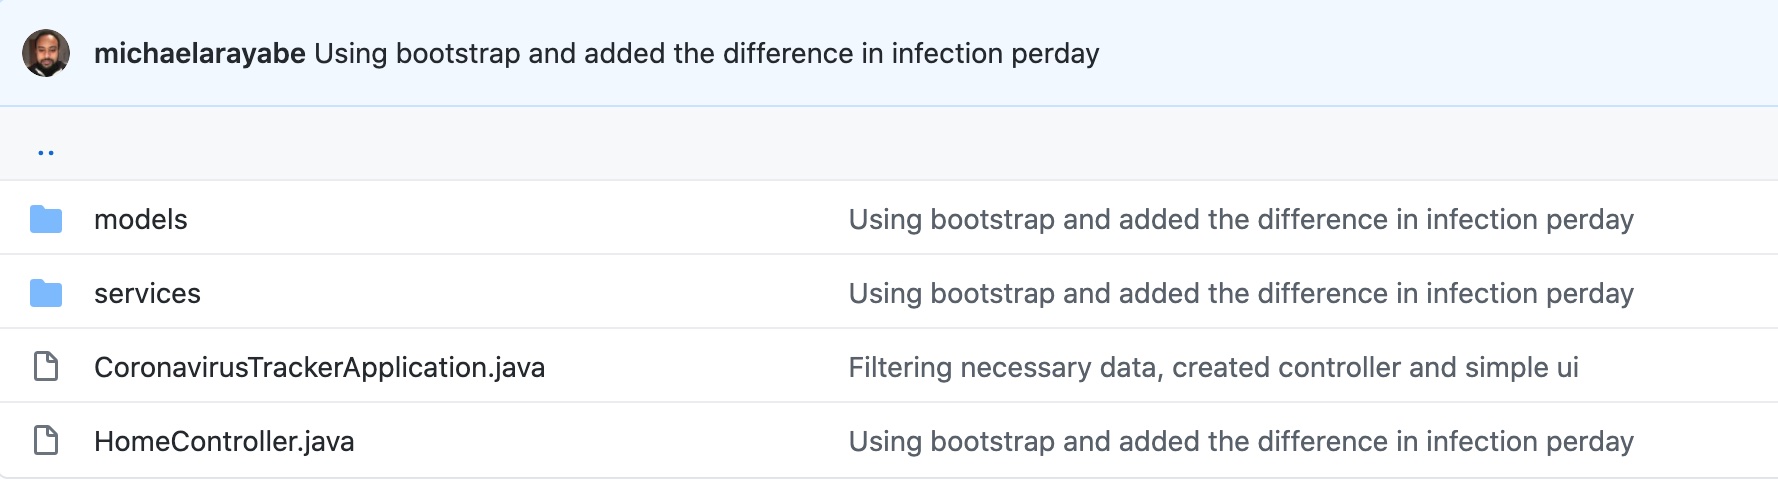 michaelarayabe Using bootstrap and added the difference in infection perday
..
models Using bootstrap and added the difference in infection perday
services Using bootstrap and added the difference in infection perday
CoronavirusTrackerApplication.java Filtering necessary data, created controller and simple ui
HomeController.java Using bootstrap and added the difference in infection perday